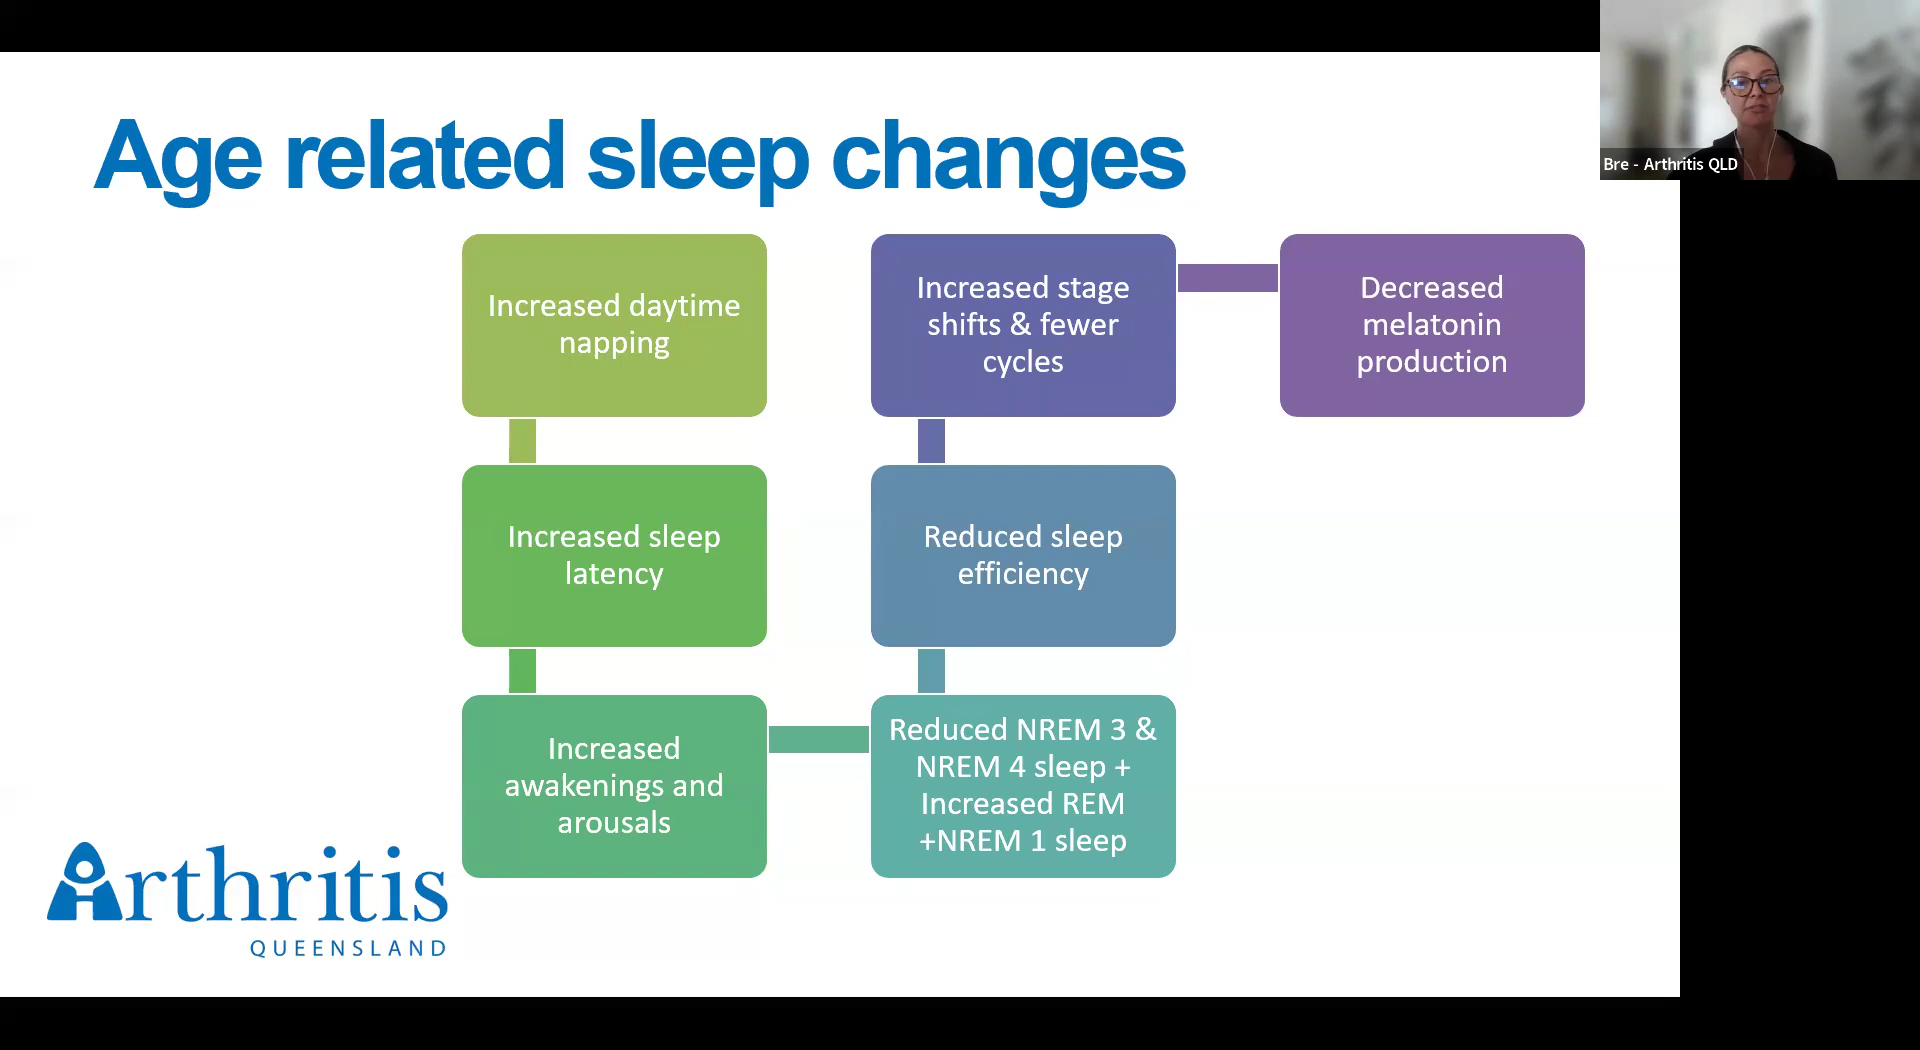 Age related sleep changes
Bre - Arthritis QLD
Increased daytime
napping
Increased sleep
latency
Increased
awakenings and
arousals
Reduced NREM 3 &
NREM 4 sleep +
Increased REM
+NREM 1 sleep
Reduced sleep
efficiency
Increased stage
shifts & fewer
cycles
Decreased
melatonin
production
Arthritis
QUEENSLAND